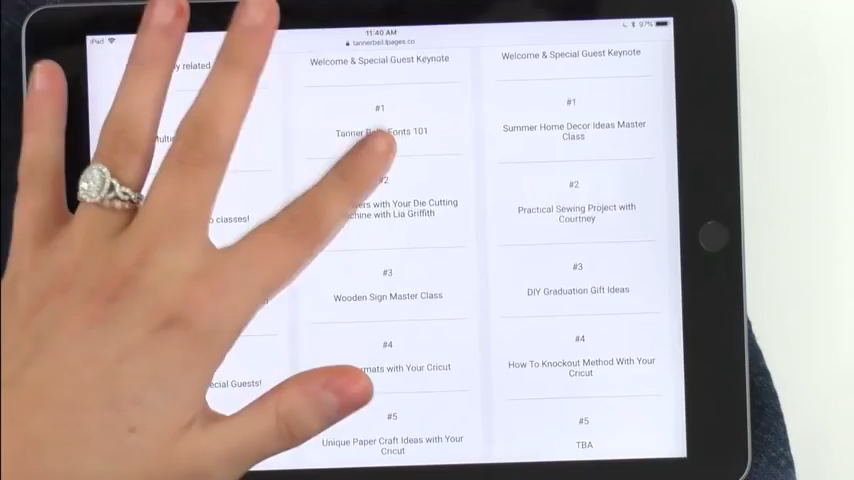 iPad
11:40 AM
97%
tannerbell.lpages.co
by related
o classes!
ecial Guests!
Welcome & Special Guest Keynote
#1
Tanner Fonts 101
#2
with Your Die Cutting
with Lia Griffith
#3
Wooden Sign Master Class
#4
with Your Cricut
#5
Unique Paper Craft Ideas with Your
Cricut
Welcome & Special Guest Keynote
#1
Summer Home Decor Ideas Master
Class
#2
Practical Sewing Project with
Courtney
#3
DIY Graduation Gift Ideas
#4
How To Knockout Method With Your
Cricut
#5
TBA